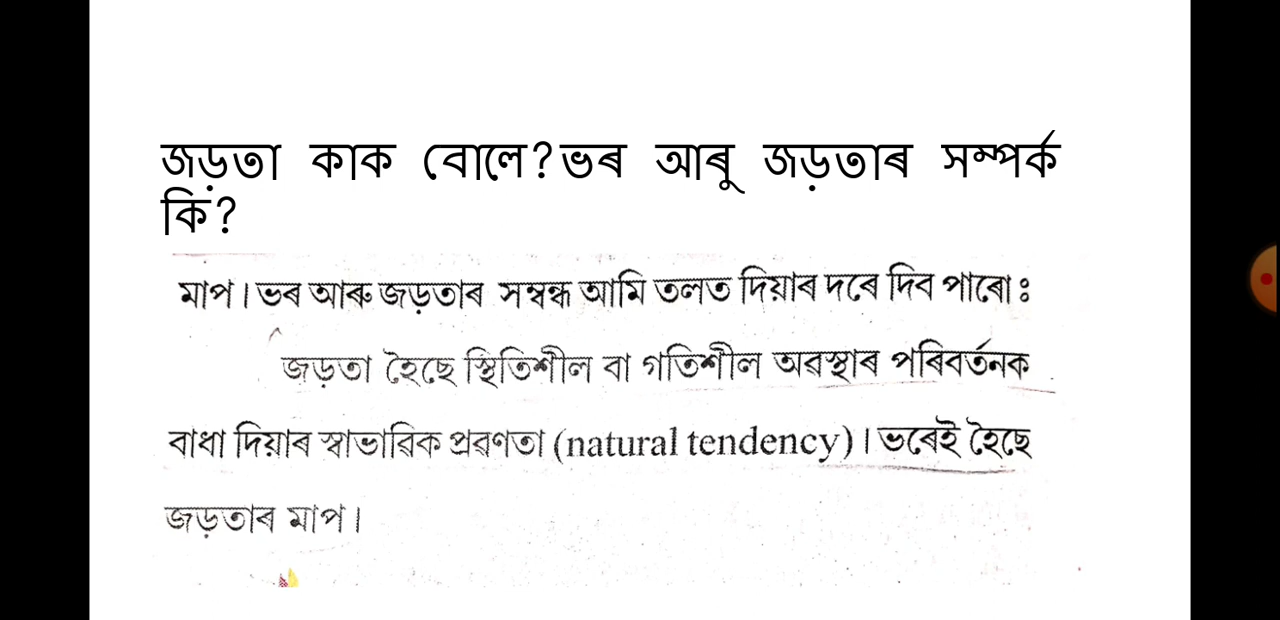 জড়তা কাক বোলে?ভৰ আৰু জড়তাৰ সম্পৰ্ক
কি?
মাপ। ভৰ আৰু জড়তাৰ সম্বন্ধ আমি তলত দিয়াৰ দৰে দিব পাৰোঃ
জড়তা হৈছে স্থিতিশীল বা গতিশীল অৱস্থাৰ পৰিবৰ্তনক
বাধা দিয়াৰ স্বাভাৱিক প্ৰৱণতা (natural tendency)। ভৰেই হৈছে
জড়তাৰ মাপ।